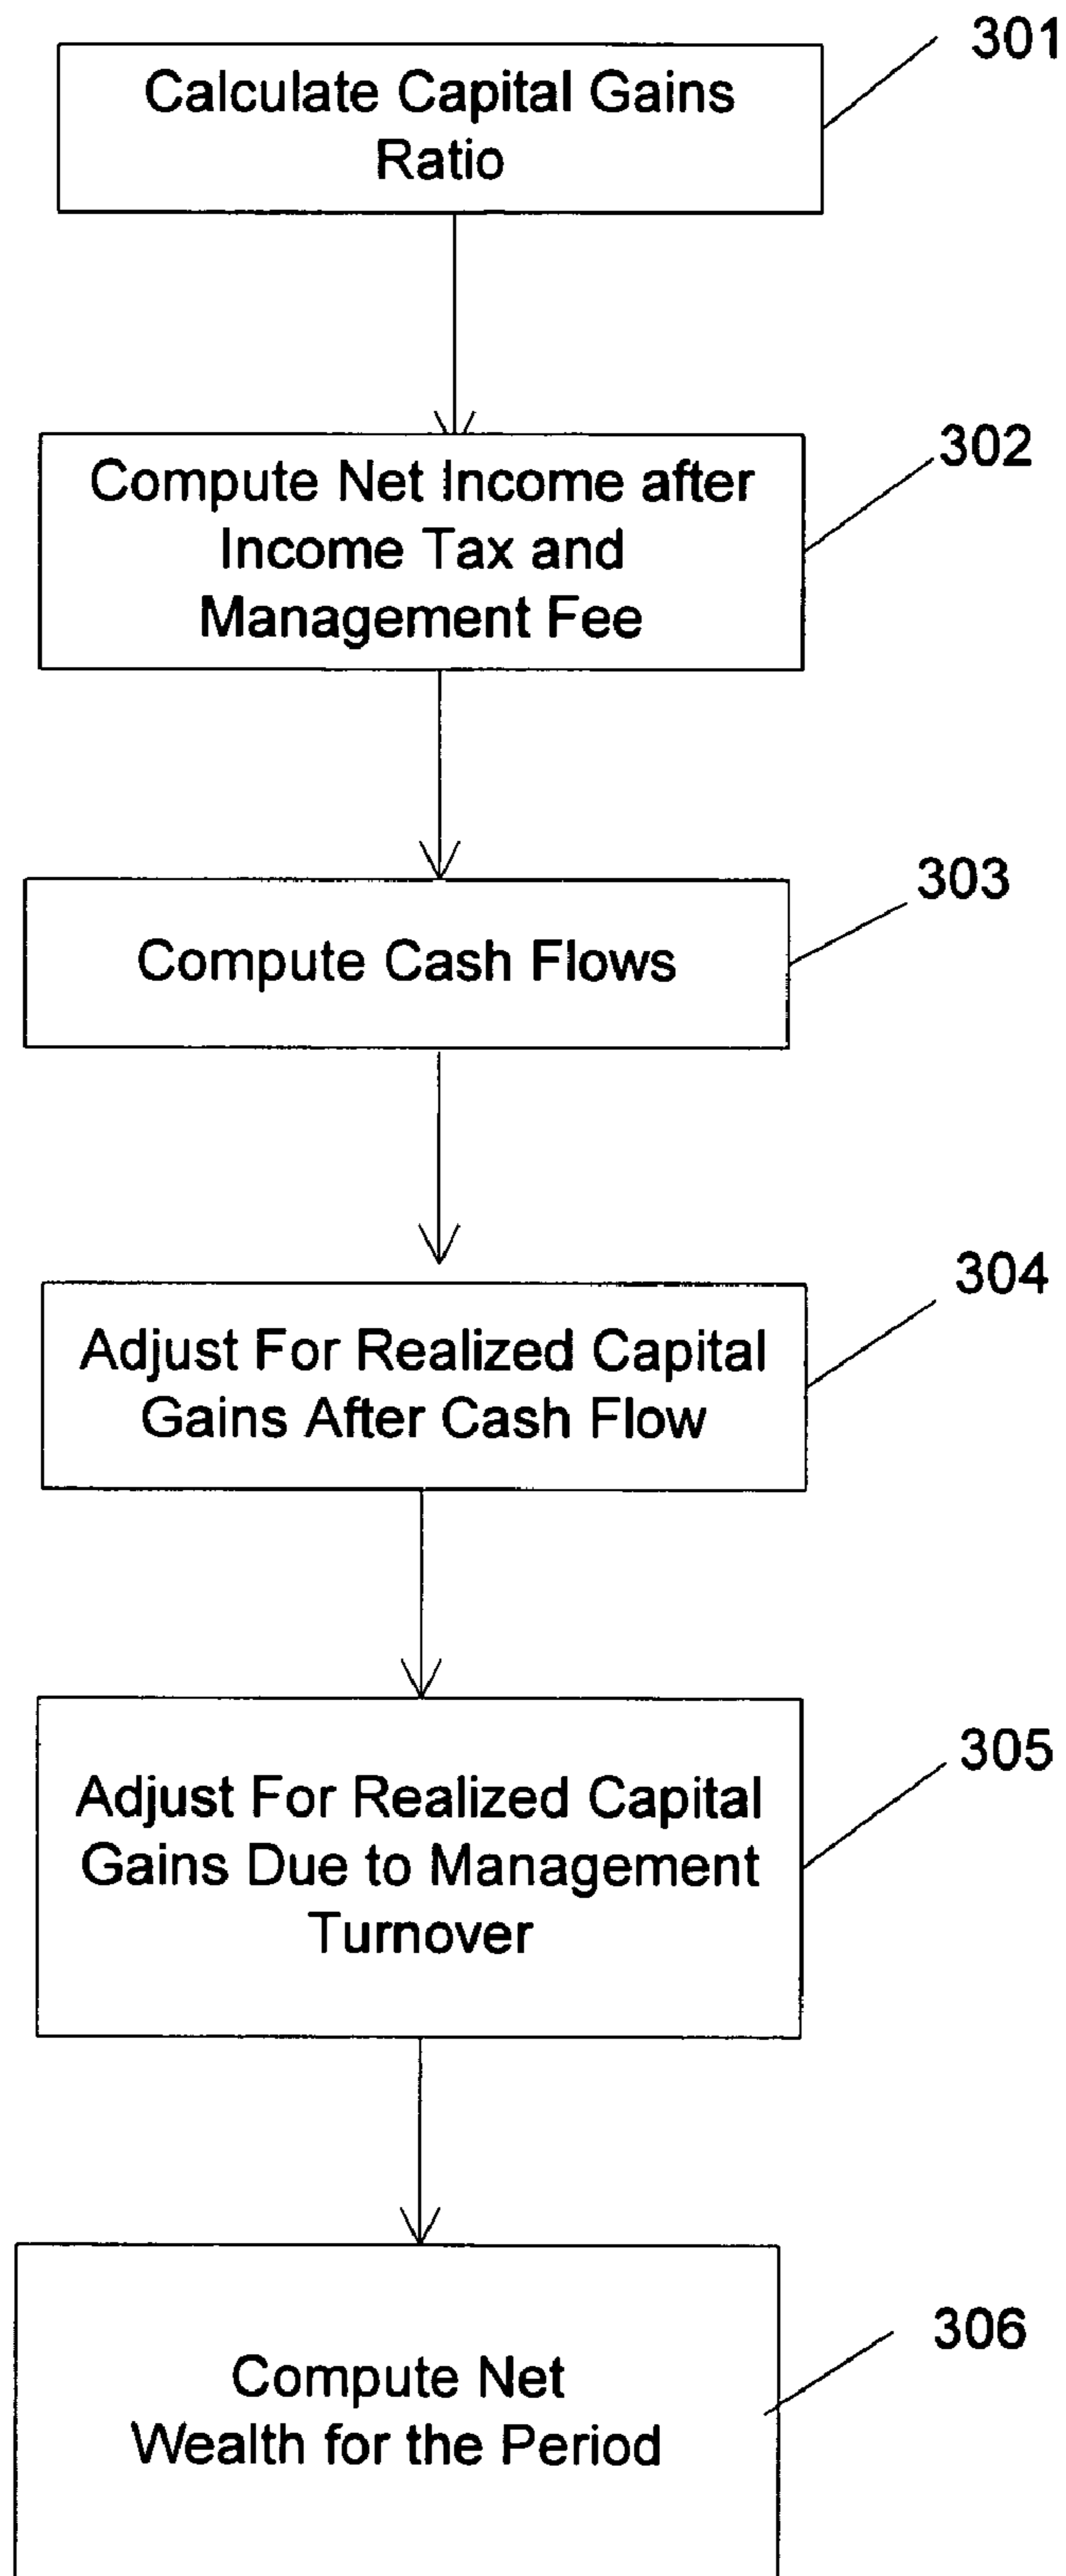 301
Calculate Capital Gains
Ratio
302
Compute Net Income after
Income Tax and
Management Fee
303
Compute Cash Flows
304
Adjust For Realized Capital
Gains After Cash Flow
305
Adjust For Realized Capital
Gains Due to Management
Turnover
306
Compute Net
Wealth for the Period